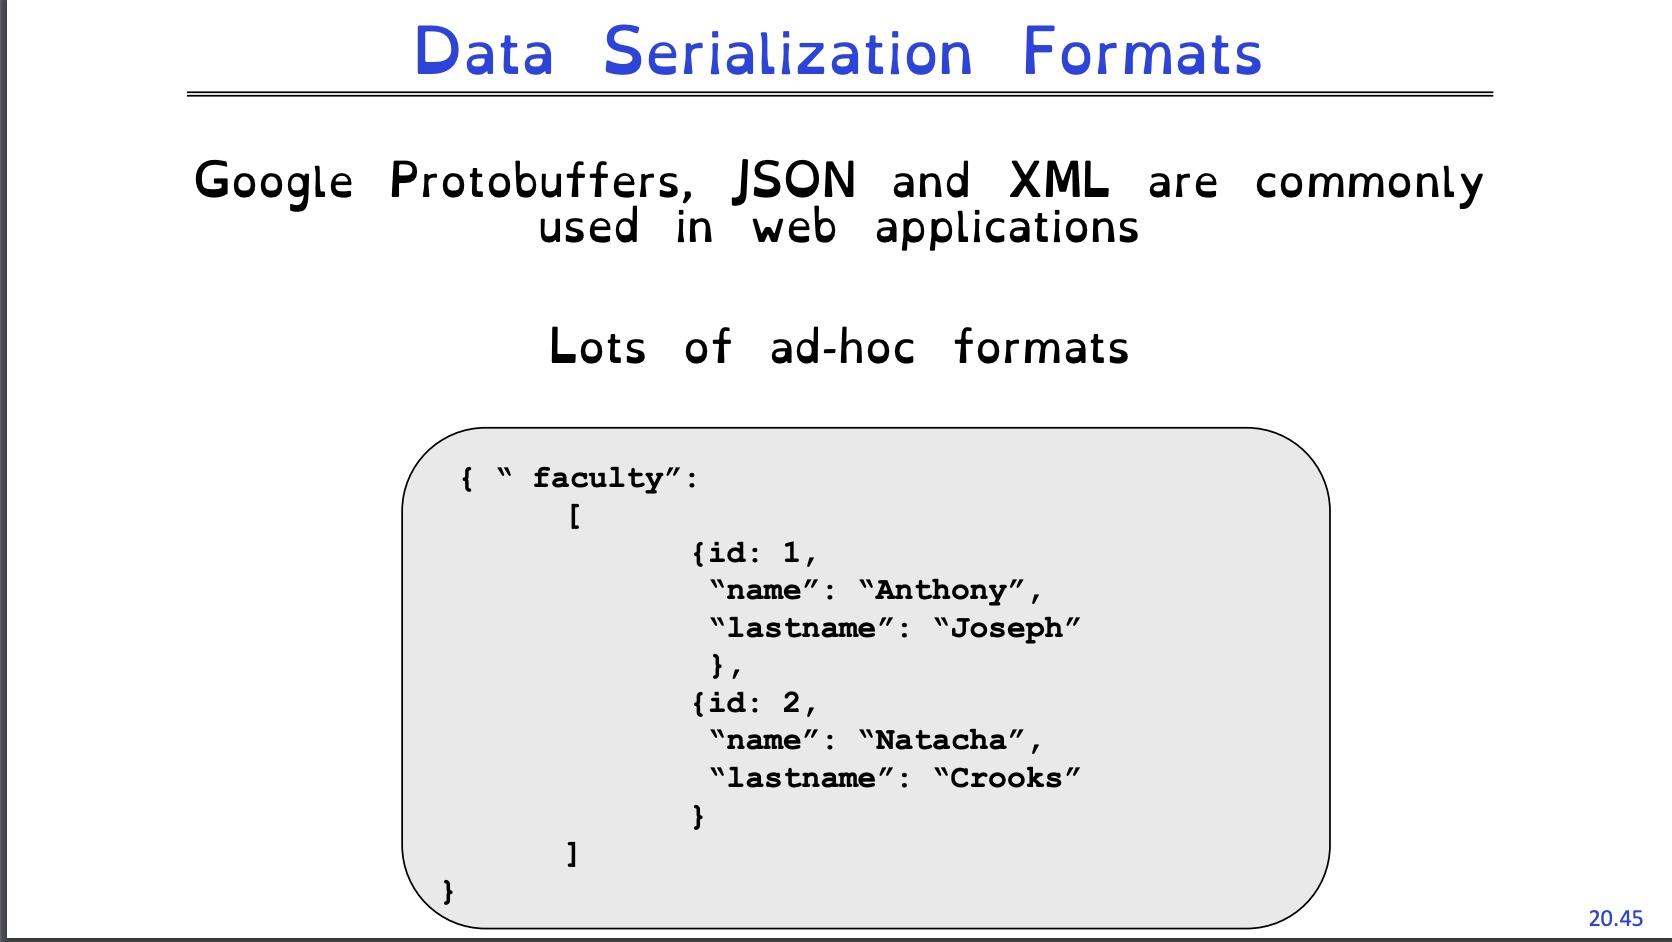 Data Serialization Formats
Google Protobuffers, JSON and XML are commonly
used in web applications
Lots of ad-hoc formats
{ “ faculty”:
[
{id: 1,
“name”: “Anthony”,
“lastname”: “Joseph”
},
{id: 2,
“name”: “Natacha”,
“lastname”: “Crooks”
}
]
}
20.45